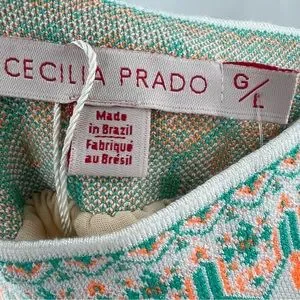 CECILIA PRADO
G/L
Made
in Brazil
Fabriqué
au Brésil